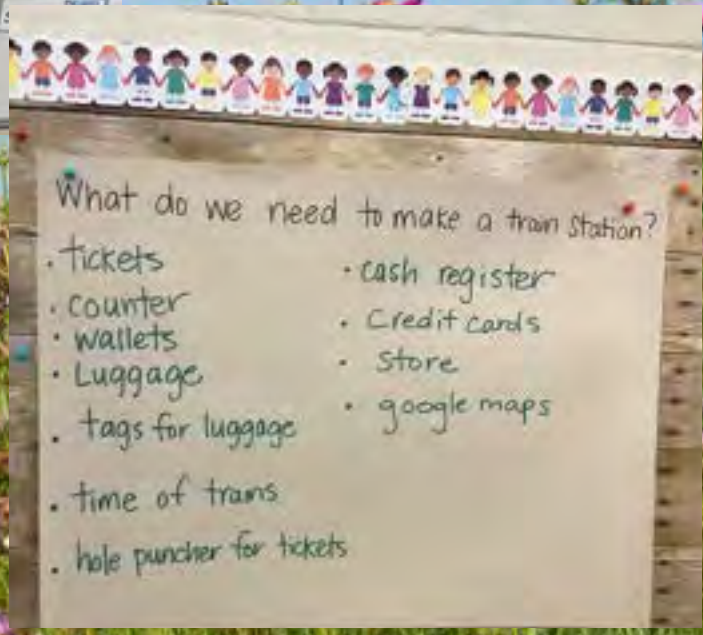 What do we need to make a train station?
• tickets
• counter
• wallets
• Luggage
• tags for luggage
• time of trains
• hole puncher for tickets
• cash register
• Credit cards
• Store
• google maps